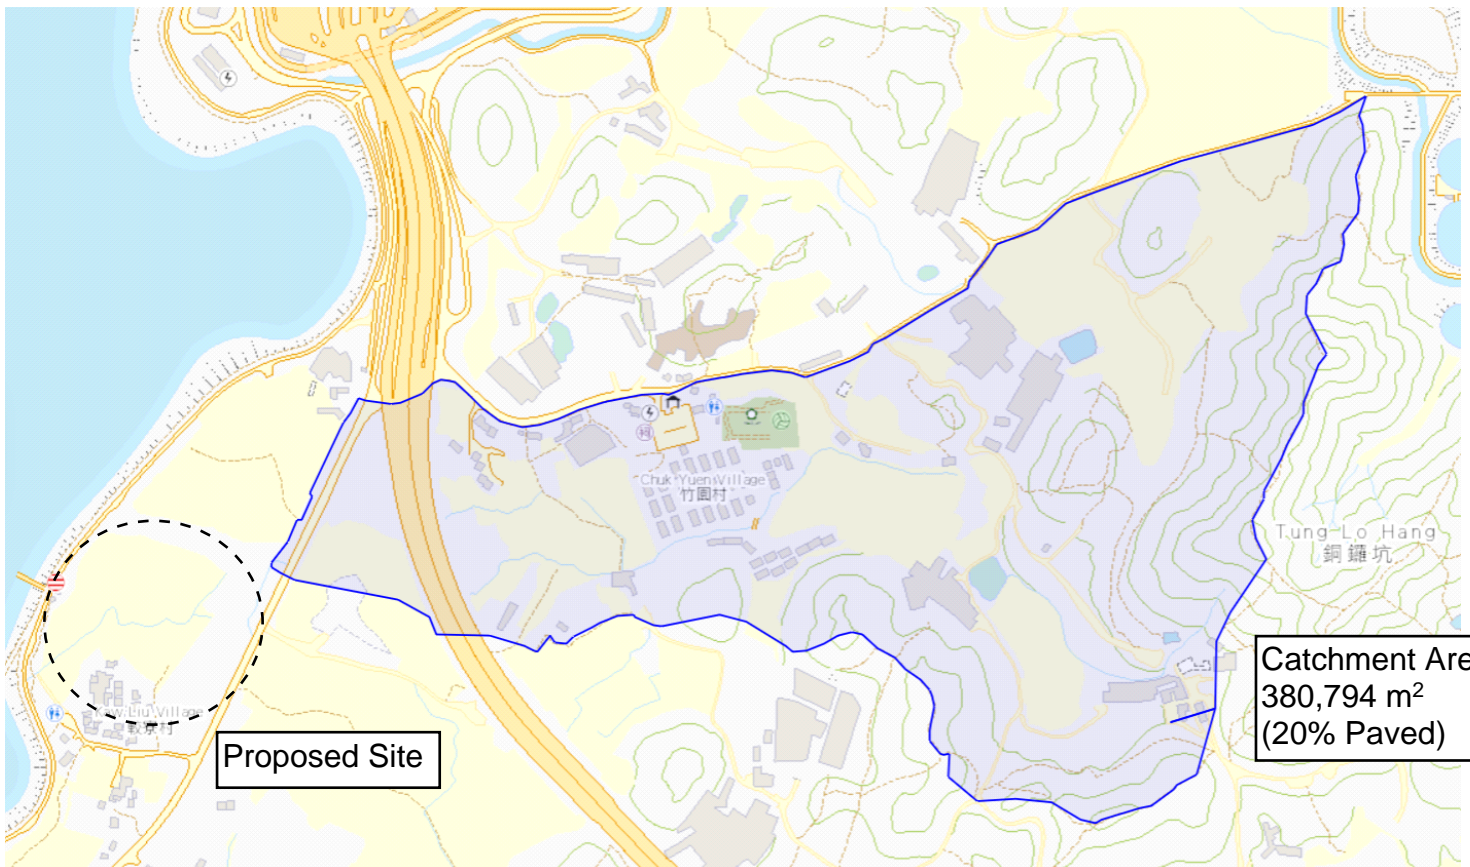 Chuk Yuen Village
竹園村
Tung Lo Hang
銅鑼坑
Catchment Are
380,794 m²
(20% Paved)
Kaw Liu Village
Proposed Site